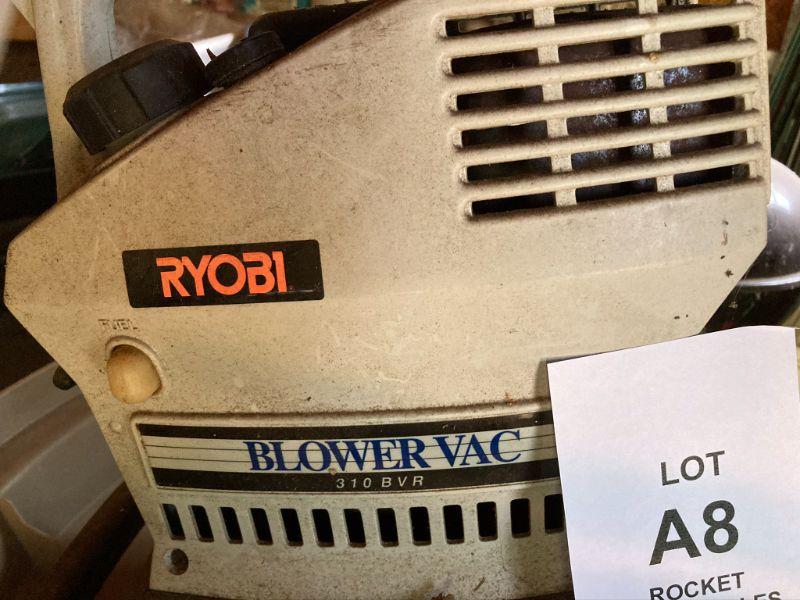 RYOBI
FUEL
BLOWER VAC
310 BVR
LOT
A8
ROCKET